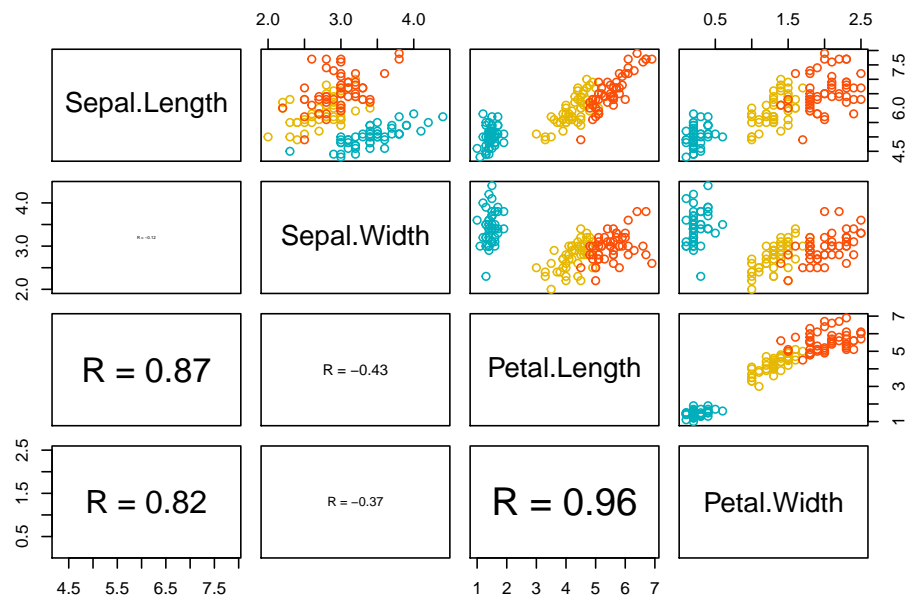 2.0 3.0 4.0
0.5 1.5 2.5
Sepal.Length
4.5 6.0 7.5
2.0 3.0 4.0
R = −0.12
Sepal.Width
R = 0.87
R = −0.43
Petal.Length
1 3 5 7
0.5 1.5 2.5
R = 0.82
R = −0.37
R = 0.96
Petal.Width
4.5 5.5 6.5 7.5
1 2 3 4 5 6 7